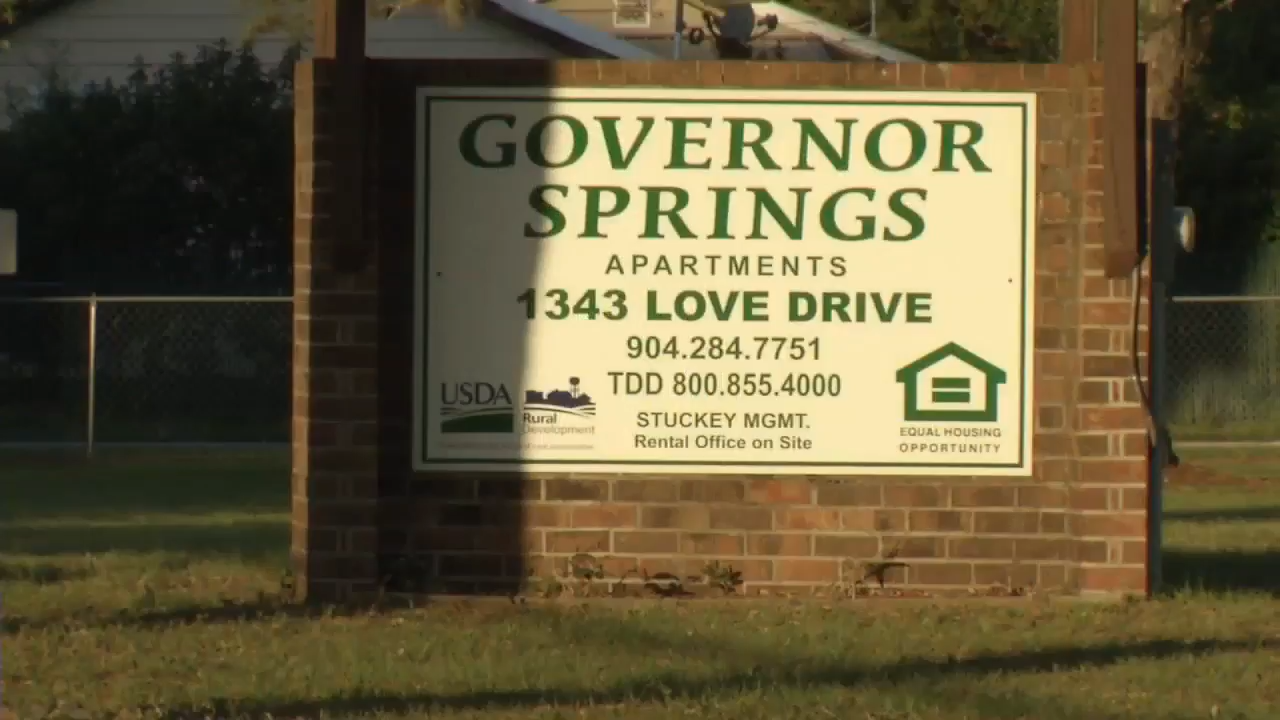 GOVERNOR
SPRINGS
APARTMENTS
1343 LOVE DRIVE
904.284.7751
TDD 800.855.4000
STUCKEY MGMT.
Rental Office on Site
USDA
Rural
Development
EQUAL HOUSING
OPPORTUNITY